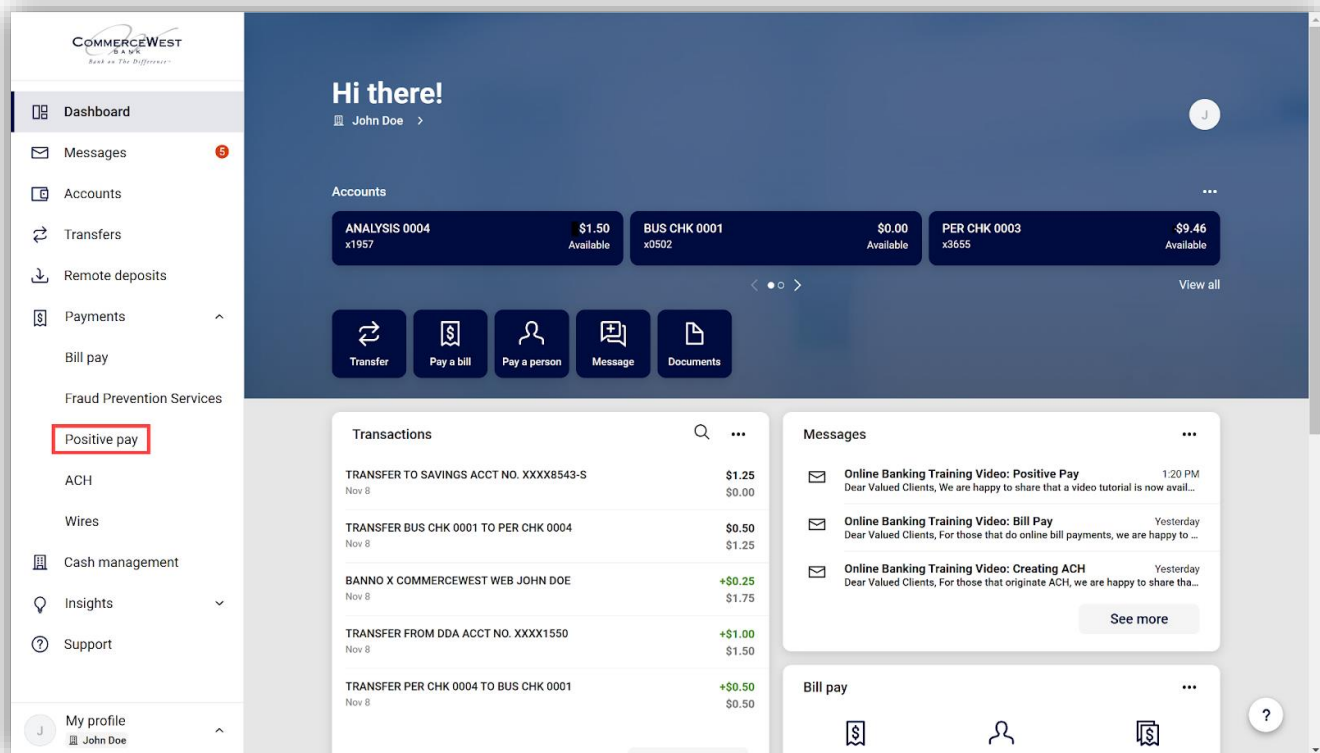 COMMERCEWEST
BANK
Bank on The Difference
Dashboard
Messages 5
Accounts
Transfers
Remote deposits
Payments
Bill pay
Fraud Prevention Services
Positive pay
ACH
Wires
Cash management
Insights
Support
J
My profile
John Doe
Hi there!
John Doe
J
Accounts
ANALYSIS 0004 $1.50
x1957 Available
BUS CHK 0001 $0.00
x0502 Available
PER CHK 0003 -$9.46
x3655 Available
View all
Transfer
Pay a bill
Pay a person
Message
Documents
Transactions
TRANSFER TO SAVINGS ACCT NO. XXXX8543-S $1.25
Nov 8 $0.00
TRANSFER BUS CHK 0001 TO PER CHK 0004 $0.50
Nov 8 $1.25
BANNO X COMMERCEWEST WEB JOHN DOE +$0.25
Nov 8 $1.75
TRANSFER FROM DDA ACCT NO. XXXX1550 +$1.00
Nov 8 $1.50
TRANSFER PER CHK 0004 TO BUS CHK 0001 +$0.50
Nov 8 $0.50
Messages
Online Banking Training Video: Positive Pay 1:20 PM
Dear Valued Clients, We are happy to share that a video tutorial is now avail...
Online Banking Training Video: Bill Pay Yesterday
Dear Valued Clients, For those that do online bill payments, we are happy to ...
Online Banking Training Video: Creating ACH Yesterday
Dear Valued Clients, For those that originate ACH, we are happy to share tha...
See more
Bill pay
?